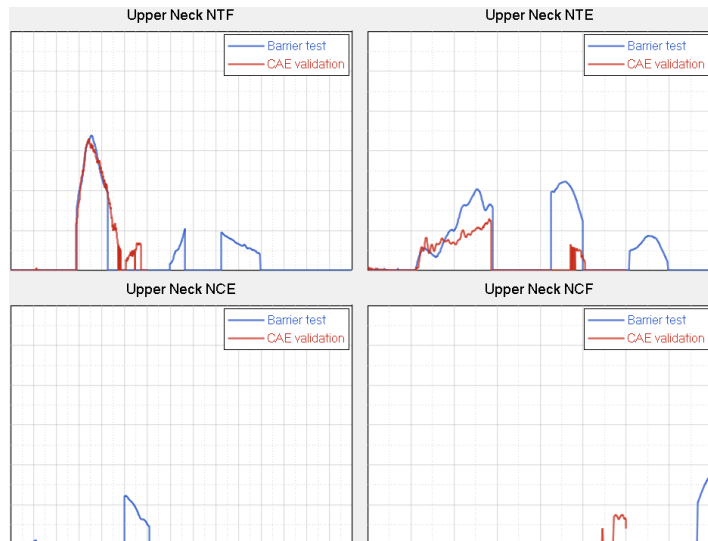 Upper Neck NTF
Barrier test
CAE validation
Upper Neck NTE
Barrier test
CAE validation
Upper Neck NCE
Barrier test
CAE validation
Upper Neck NCF
Barrier test
CAE validation